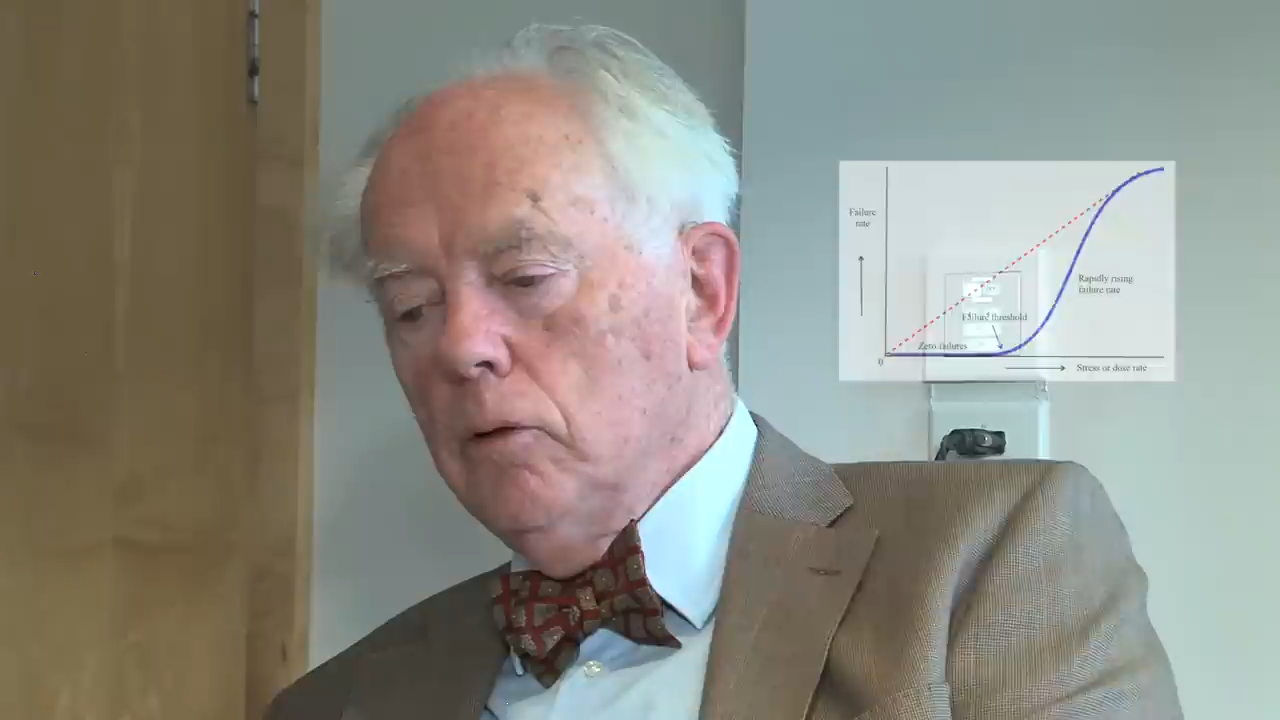 Failure
rate
Rapidly rising
failure rate
Failure threshold
Zero failures
0
Stress or dose rate